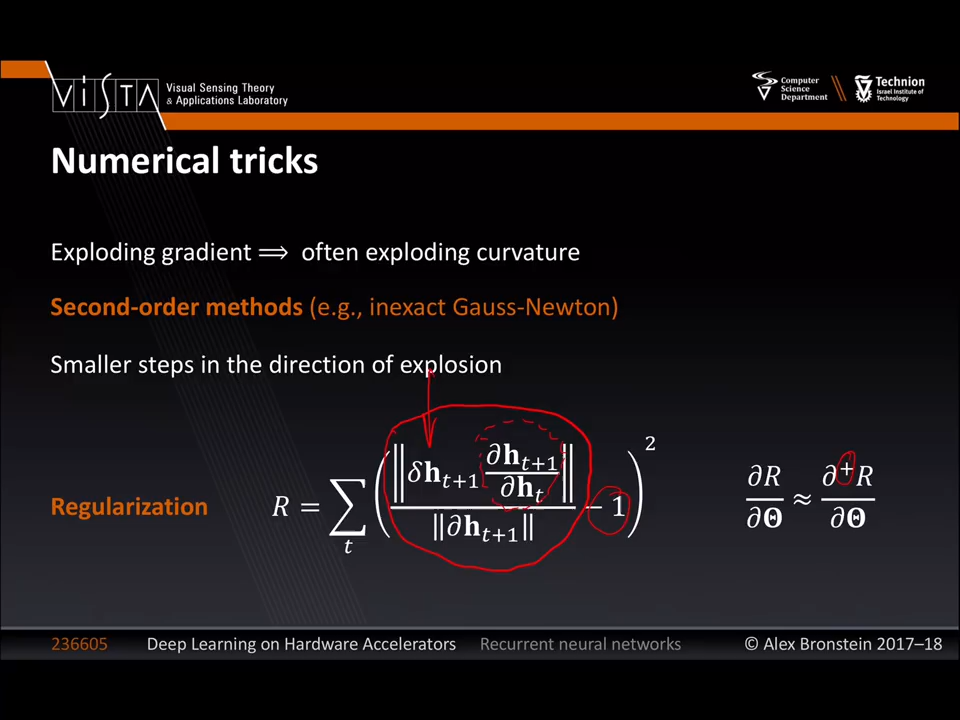 ViSTA Visual Sensing Theory & Applications Laboratory
Computer Science Department
Technion Israel Institute of Technology
Numerical tricks
Exploding gradient ⟹ often exploding curvature
Second-order methods (e.g., inexact Gauss-Newton)
Smaller steps in the direction of explosion
Regularization R = ∑_t ( ‖δh_{t+1} ∂h_{t+1}/∂h_t‖ / ‖∂h_{t+1}‖ − 1 )² ∂R/∂Θ ≈ ∂⁺R/∂Θ
236605 Deep Learning on Hardware Accelerators Recurrent neural networks © Alex Bronstein 2017–18